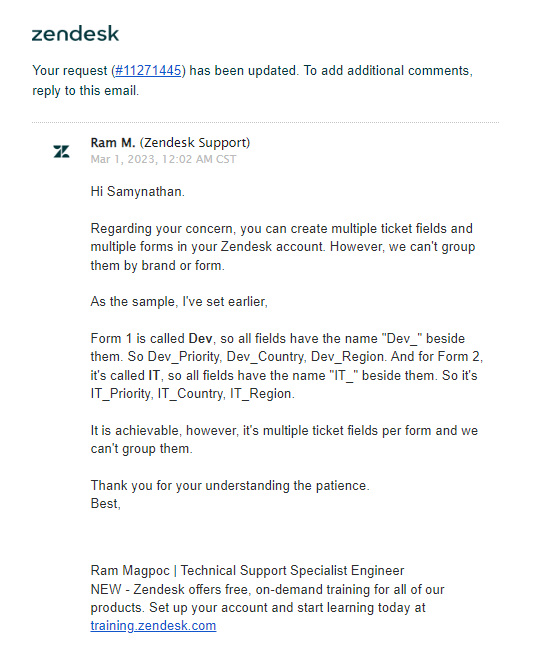 zendesk
Your request (#11271445) has been updated. To add additional comments,
reply to this email.
Ram M. (Zendesk Support)
Mar 1, 2023, 12:02 AM CST
Hi Samynathan.
Regarding your concern, you can create multiple ticket fields and
multiple forms in your Zendesk account. However, we can't group
them by brand or form.
As the sample, I've set earlier,
Form 1 is called Dev, so all fields have the name "Dev_" beside
them. So Dev_Priority, Dev_Country, Dev_Region. And for Form 2,
it's called IT, so all fields have the name "IT_" beside them. So it's
IT_Priority, IT_Country, IT_Region.
It is achievable, however, it's multiple ticket fields per form and we
can't group them.
Thank you for your understanding the patience.
Best,
Ram Magpoc | Technical Support Specialist Engineer
NEW - Zendesk offers free, on-demand training for all of our
products. Set up your account and start learning today at
training.zendesk.com